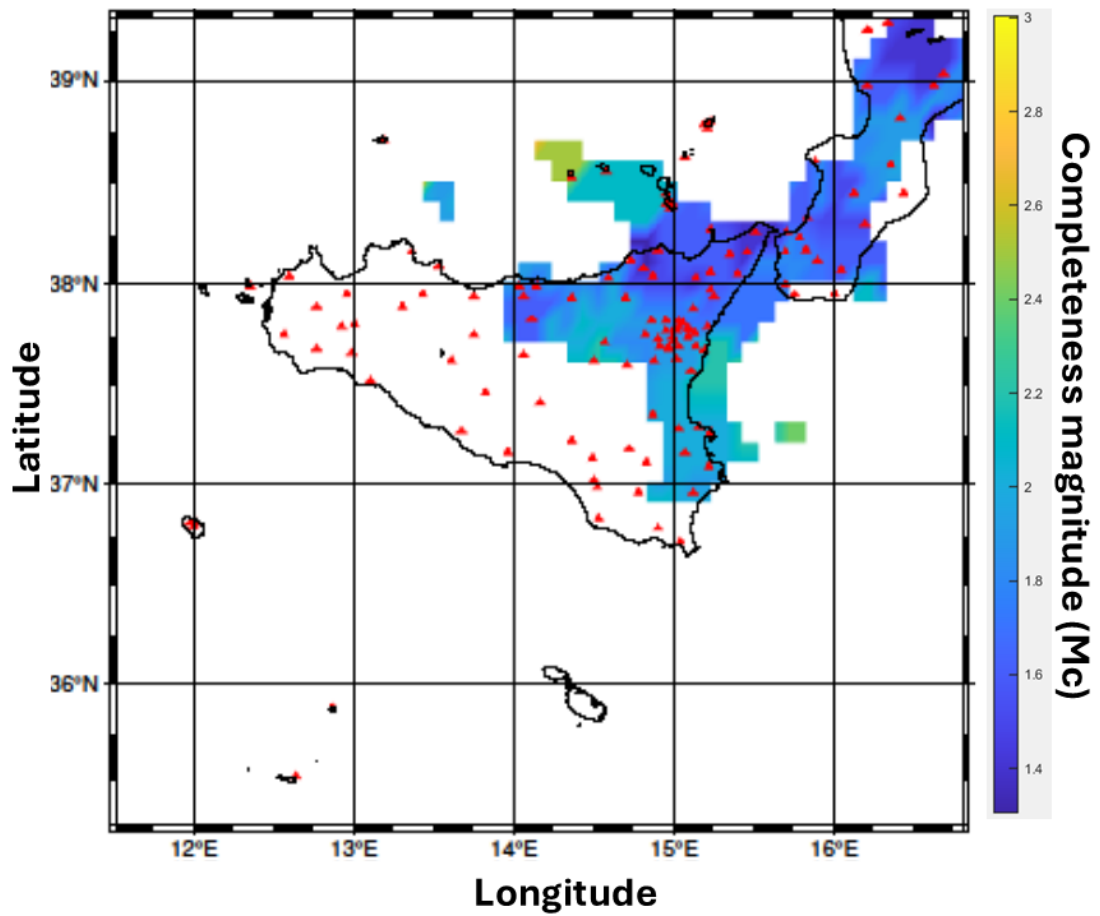 39°N
38°N
37°N
36°N
12°E 13°E 14°E 15°E 16°E
Latitude
Longitude
3
2.8
2.6
2.4
2.2
2
1.8
1.6
1.4
Completeness magnitude (Mc)